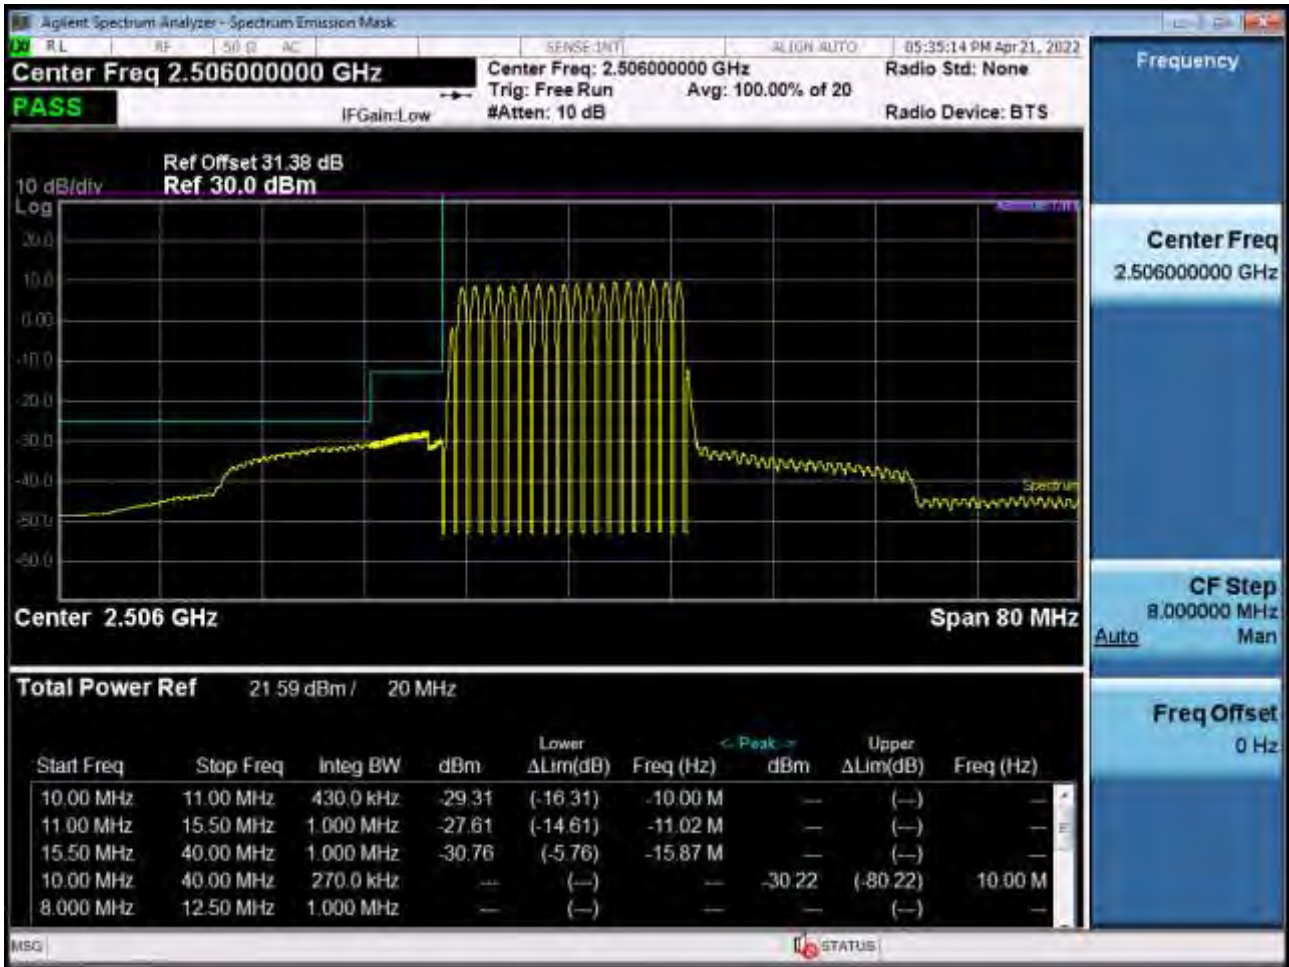 Agilent Spectrum Analyzer - Spectrum Emission Mask
RL RF 50 Ω AC SENSE:INT ALIGN AUTO 05:35:14 PM Apr 21, 2022
Center Freq 2.506000000 GHz
Center Freq: 2.506000000 GHz Radio Std: None
Trig: Free Run Avg: 100.00% of 20
PASS IFGain:Low #Atten: 10 dB Radio Device: BTS
Ref Offset 31.38 dB
10 dB/div Ref 30.0 dBm
Log
20.0
10.0
0.00
-10.0
-20.0
-30.0
-40.0
Spectrum
-50.0
-60.0
Center 2.506 GHz Span 80 MHz
Total Power Ref 21.59 dBm / 20 MHz
Lower <- Peak -> Upper
Start Freq Stop Freq Integ BW dBm ΔLim(dB) Freq (Hz) dBm ΔLim(dB) Freq (Hz)
10.00 MHz 11.00 MHz 430.0 kHz -29.31 (-16.31) -10.00 M --- (---) ---
11.00 MHz 15.50 MHz 1.000 MHz -27.61 (-14.61) -11.02 M --- (---) ---
15.50 MHz 40.00 MHz 1.000 MHz -30.76 (-5.76) -15.87 M --- (---) ---
10.00 MHz 40.00 MHz 270.0 kHz --- (---) --- -30.22 (-80.22) 10.00 M
8.000 MHz 12.50 MHz 1.000 MHz --- (---) --- --- (---) ---
MSG STATUS
Frequency
Center Freq
2.506000000 GHz
CF Step
8.000000 MHz
Auto Man
Freq Offset
0 Hz